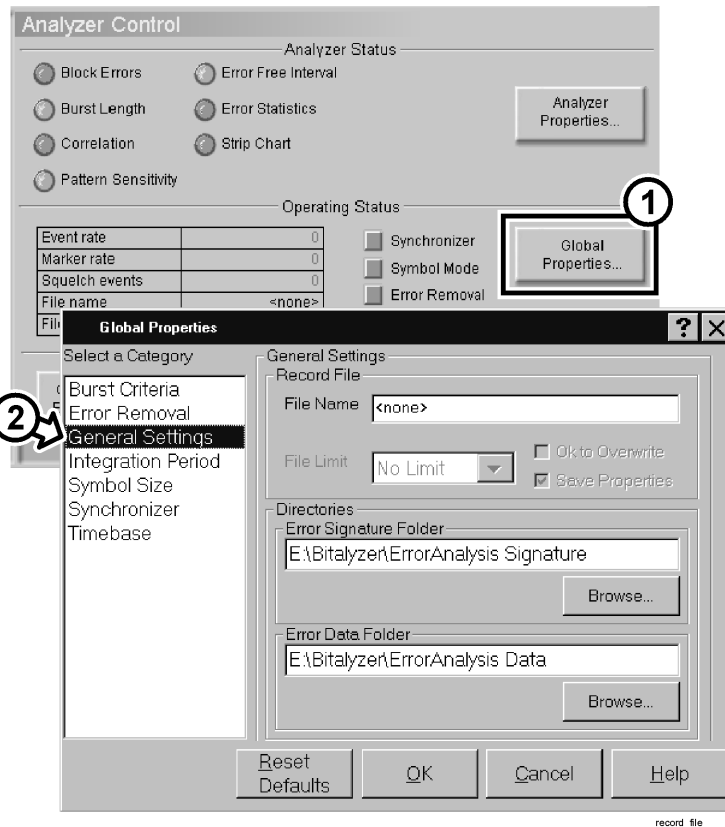 Analyzer Control
Analyzer Status
Block Errors
Error Free Interval
Burst Length
Error Statistics
Correlation
Strip Chart
Pattern Sensitivity
Analyzer
Properties...
Operating Status
1
Event rate 0
Marker rate 0
Squelch events 0
File name <none>
Synchronizer
Symbol Mode
Error Removal
Global
Properties...
Global Properties
? X
Select a Category
Burst Criteria
Error Removal
General Settings
Integration Period
Symbol Size
Synchronizer
Timebase
2
General Settings
Record File
File Name <none>
File Limit No Limit
Ok to Overwrite
Save Properties
Directories
Error Signature Folder
E:\Bitalyzer\ErrorAnalysis Signature
Browse...
Error Data Folder
E:\Bitalyzer\ErrorAnalysis Data
Browse...
Reset
Defaults
OK
Cancel
Help
record_file